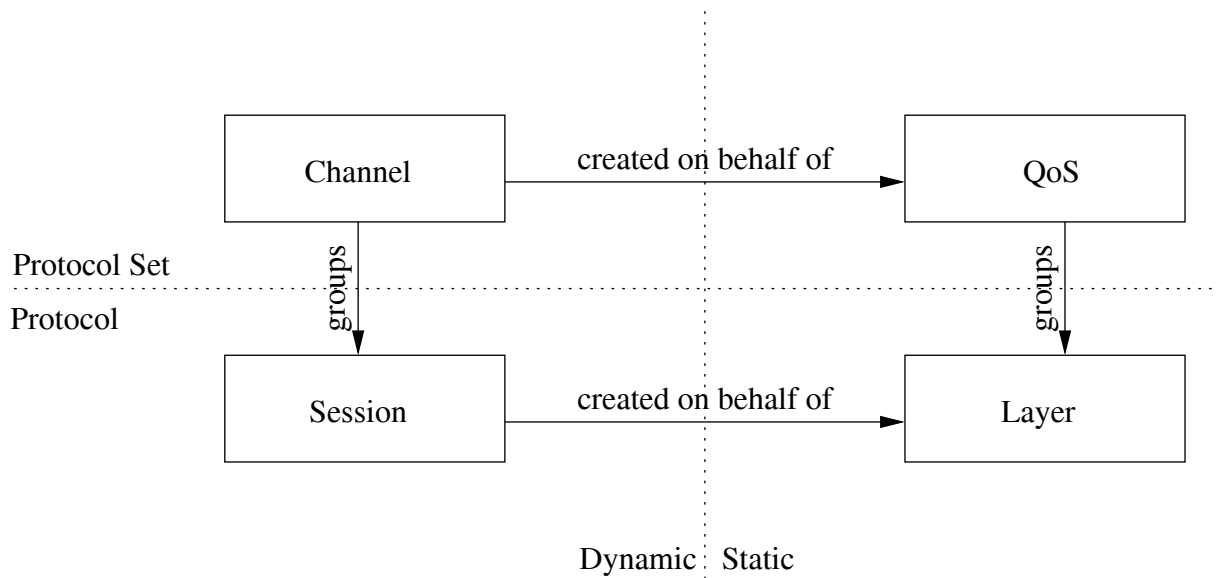 created on behalf of
Channel
QoS
groups
groups
Protocol Set
Protocol
created on behalf of
Session
Layer
Dynamic
Static